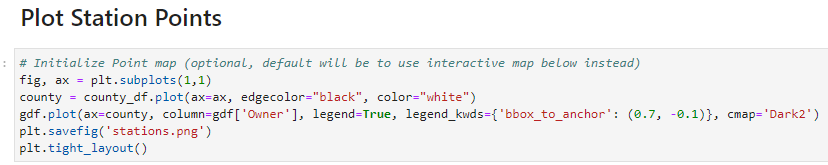 Plot Station Points
: # Initialize Point map (optional, default will be to use interactive map below instead)
fig, ax = plt.subplots(1,1)
county = county_df.plot(ax=ax, edgecolor="black", color="white")
gdf.plot(ax=county, column=gdf['Owner'], legend=True, legend_kwds={'bbox_to_anchor': (0.7, -0.1)}, cmap='Dark2')
plt.savefig('stations.png')
plt.tight_layout()